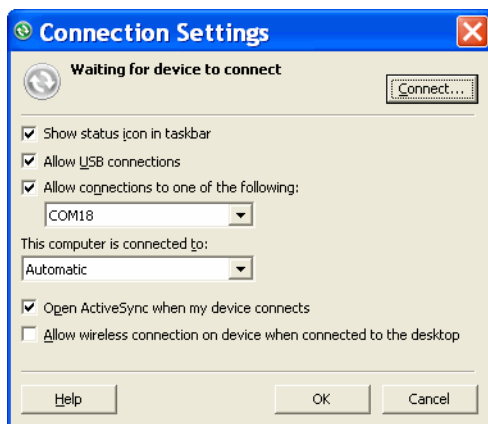 Connection Settings
Waiting for device to connect
Connect...
Show status icon in taskbar
Allow USB connections
Allow connections to one of the following:
COM18
This computer is connected to:
Automatic
Open ActiveSync when my device connects
Allow wireless connection on device when connected to the desktop
Help OK Cancel